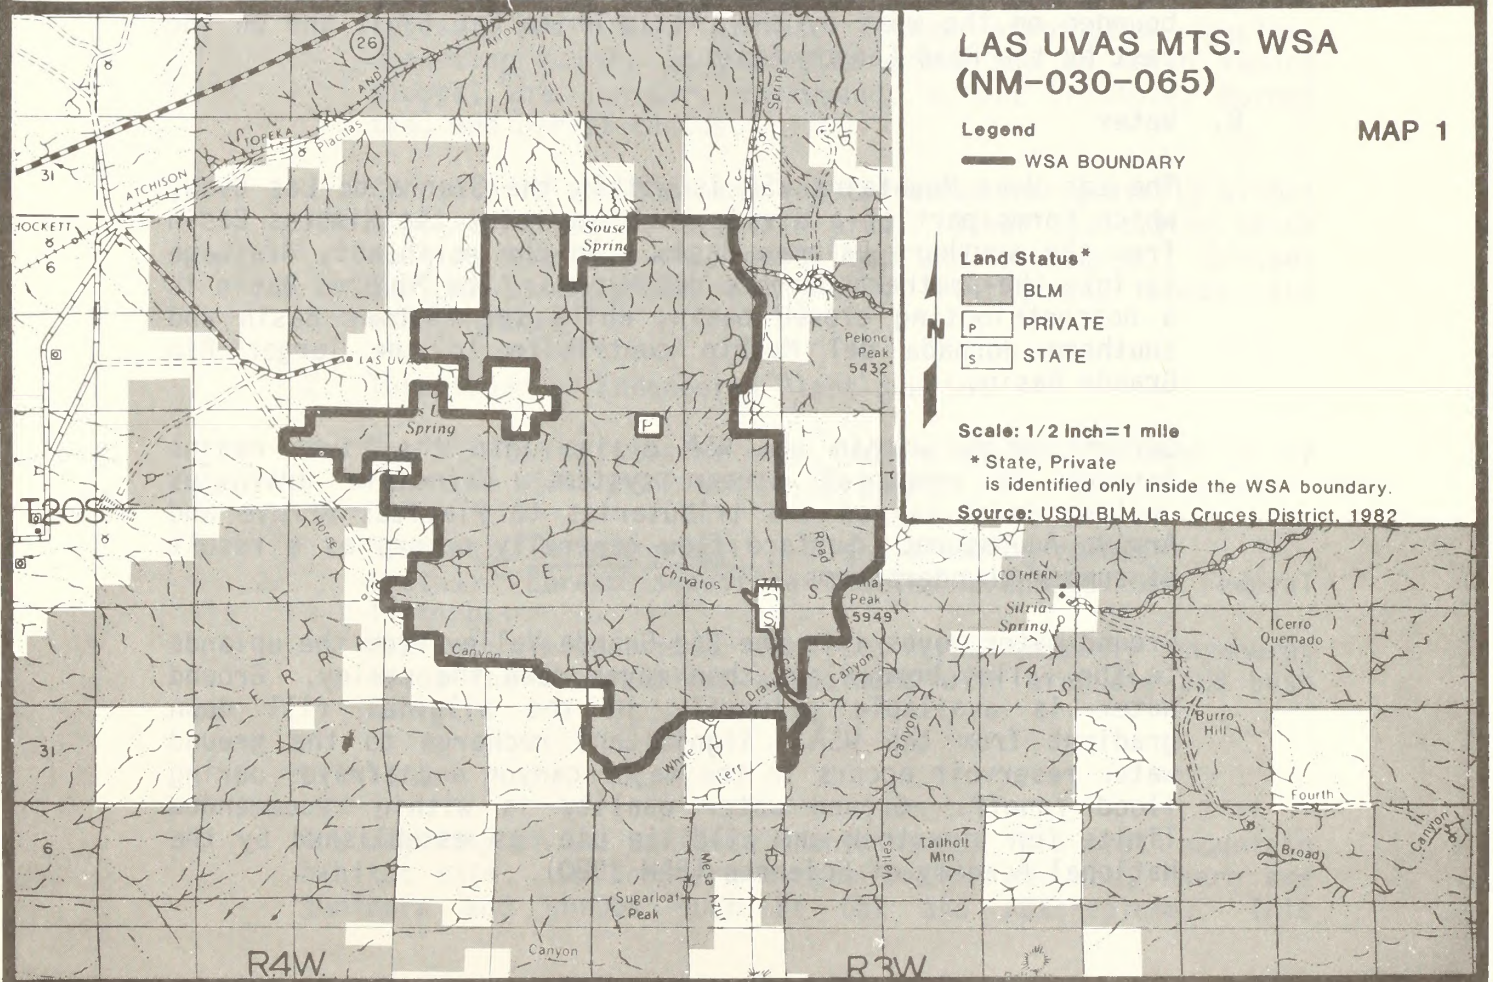 LAS UVAS MTS. WSA
(NM-030-065)
MAP 1
Legend
WSA BOUNDARY
Land Status*
BLM
P PRIVATE
S STATE
N
Scale: 1/2 Inch=1 mile
* State, Private
is identified only inside the WSA boundary.
Source: USDI BLM, Las Cruces District, 1982
26
Arroyo
AND
TOPEKA
Placitas
ATCHISON
31
HOCKETT
6
Spring
Souse
Spring
LAS UVAS
Pelonci
Peak
5432
Spring
P
T20S
Horse
Road
D E
Chivatos
L
S
Peak
5949
S
COTHERN
Silria
Spring
Cerro
Quemado
U V A S
Canyon
Draw
Canyon
Canyon
SIERRA
31
White
Kerr
Burro
Hill
Fourth
Broad
Canyon
6
Mesa Azur
Valles
Tailholt
Mtn
Sugarloaf
Peak
Canyon
R4W
R3W